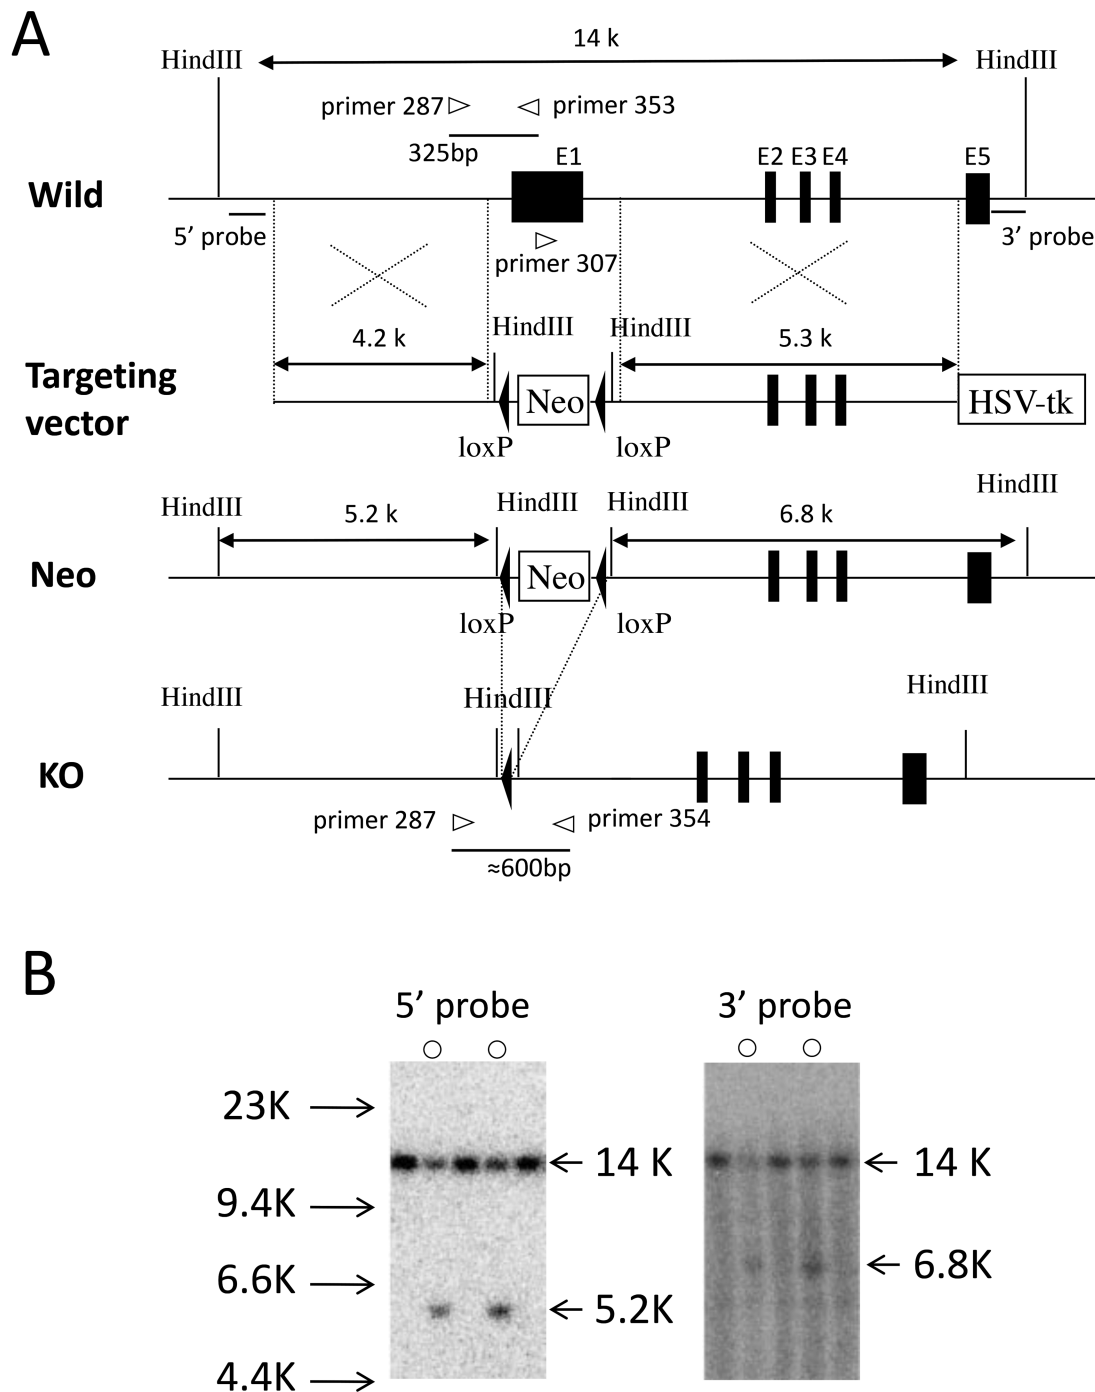 A
14 k
HindIII HindIII
primer 287 primer 353
325bp E1 E2 E3 E4 E5
Wild
5’ probe 3’ probe
primer 307
HindIII HindIII
4.2 k 5.3 k
Targeting
vector
Neo HSV-tk
loxP loxP
HindIII HindIII HindIII HindIII
5.2 k 6.8 k
Neo Neo
loxP loxP
HindIII HindIII HindIII
KO
primer 287 primer 354
≈600bp
B
5’ probe 3’ probe
23K
14 K 14 K
9.4K
6.8K
6.6K
5.2K
4.4K